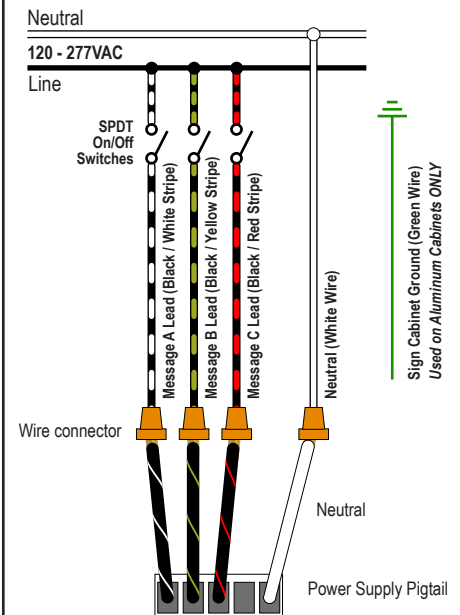 Neutral
120 - 277VAC
Line
SPDT
On/Off
Switches
Message A Lead (Black / White Stripe)
Message B Lead (Black / Yellow Stripe)
Message C Lead (Black / Red Stripe)
Neutral (White Wire)
Sign Cabinet Ground (Green Wire)
Used on Aluminum Cabinets ONLY
Wire connector
Neutral
Power Supply Pigtail